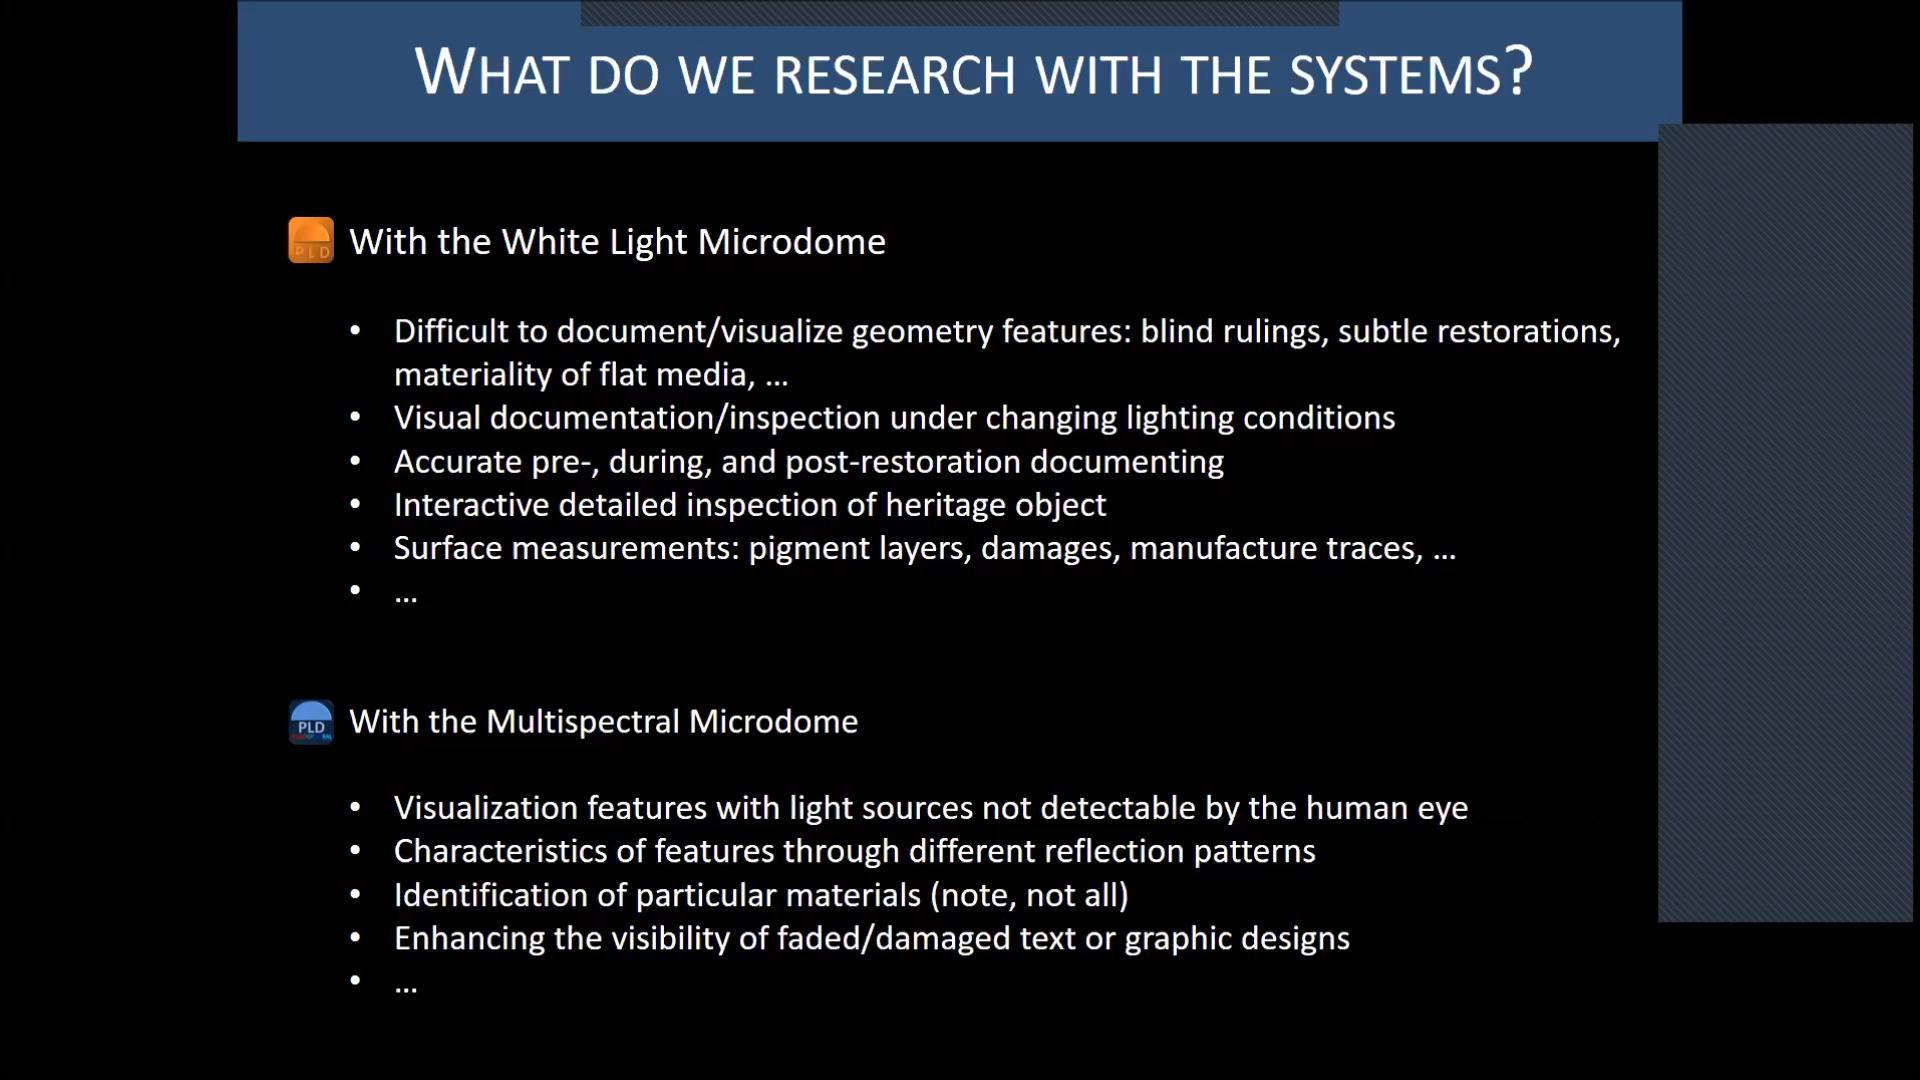 WHAT DO WE RESEARCH WITH THE SYSTEMS?
PLD
With the White Light Microdome
• Difficult to document/visualize geometry features: blind rulings, subtle restorations,
materiality of flat media, ...
• Visual documentation/inspection under changing lighting conditions
• Accurate pre-, during, and post-restoration documenting
• Interactive detailed inspection of heritage object
• Surface measurements: pigment layers, damages, manufacture traces, ...
• ...
PLD
With the Multispectral Microdome
• Visualization features with light sources not detectable by the human eye
• Characteristics of features through different reflection patterns
• Identification of particular materials (note, not all)
• Enhancing the visibility of faded/damaged text or graphic designs
• ...